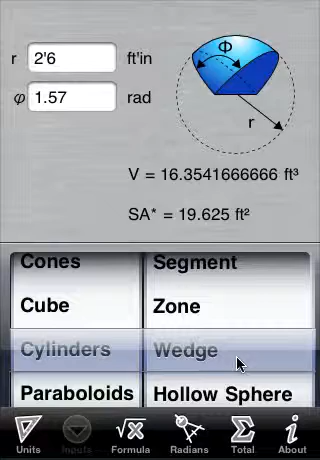 r 2'6 ft'in
φ 1.57 rad
Φ
r
V = 16.3541666666 ft³
SA* = 19.625 ft²
Cones Segment
Cube Zone
Cylinders Wedge
Paraboloids Hollow Sphere
Units Inputs Formula Radians Total About